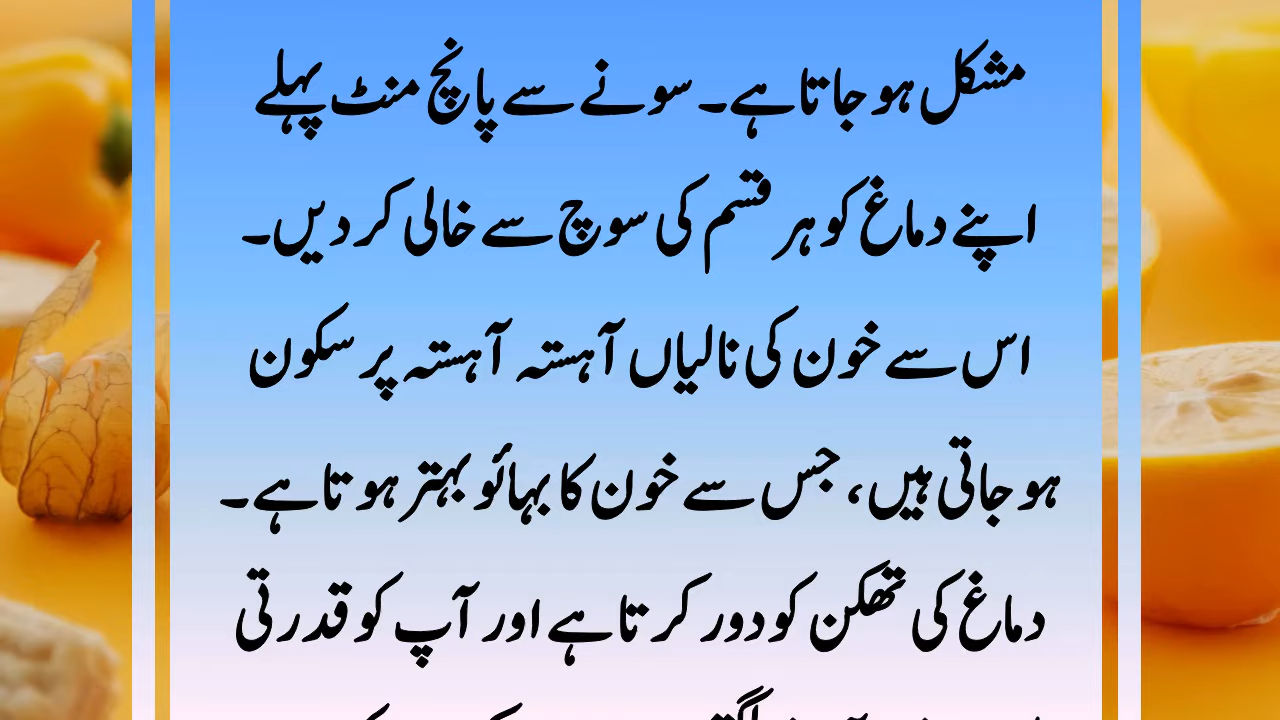 مشکل ہو جاتا ہے۔ سونے سے پانچ منٹ پہلے
اپنے دماغ کو ہر قسم کی سوچ سے خالی کر دیں۔
اس سے خون کی نالیاں آہستہ آہستہ پر سکون
ہو جاتی ہیں، جس سے خون کا بہائو بہتر ہوتا ہے۔
دماغ کی تھکن کو دور کرتا ہے اور آپ کو قدرتی